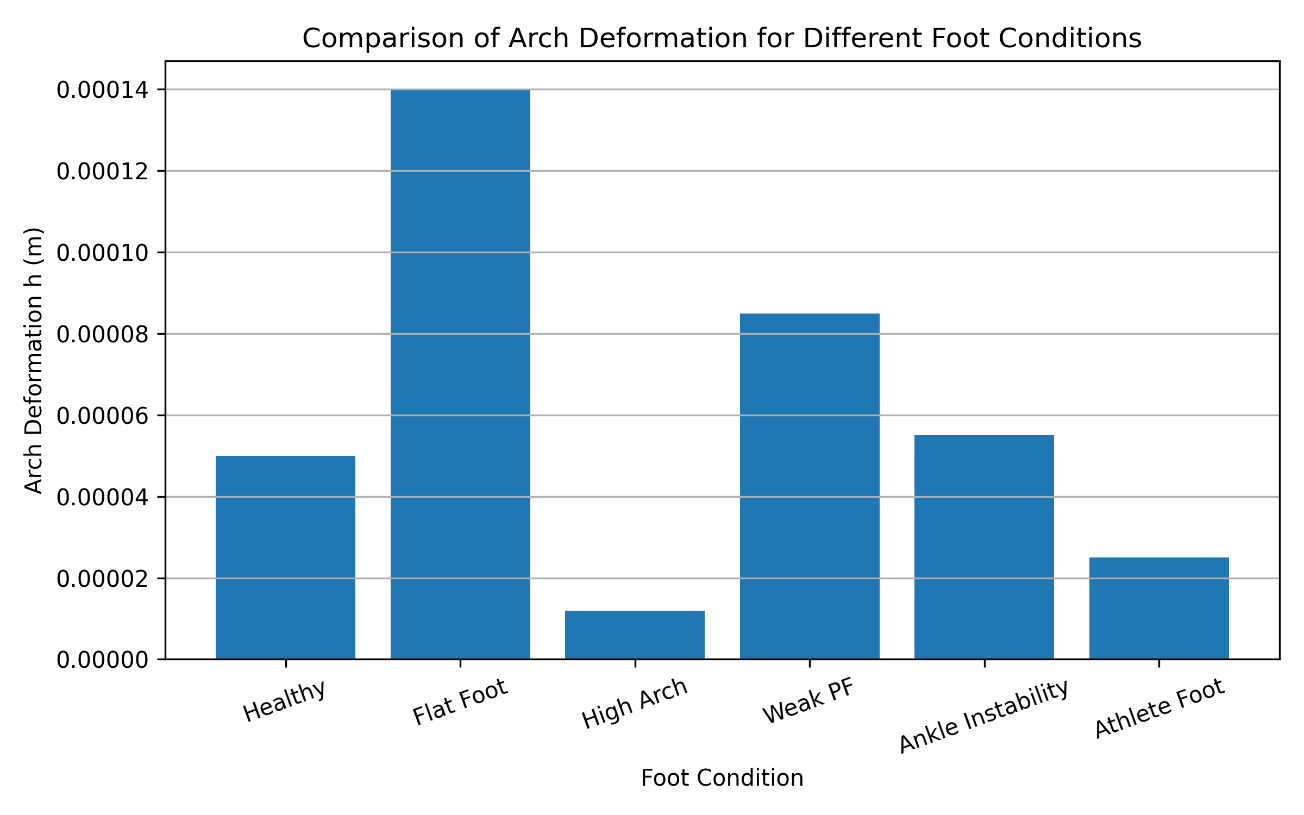 Comparison of Arch Deformation for Different Foot Conditions
Arch Deformation h (m)
0.00014
0.00012
0.00010
0.00008
0.00006
0.00004
0.00002
0.00000
Healthy
Flat Foot
High Arch
Weak PF
Ankle Instability
Athlete Foot
Foot Condition